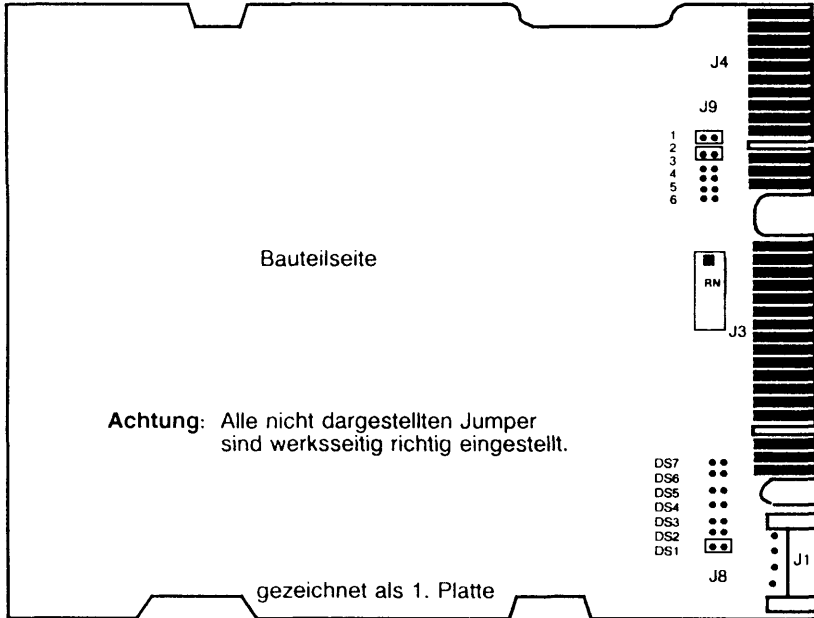 J4
J9
1
2
3
4
5
6
Bauteilseite
RN
J3
Achtung: Alle nicht dargestellten Jumper
sind werksseitig richtig eingestellt.
DS7
DS6
DS5
DS4
DS3
DS2
DS1
J1
J8
gezeichnet als 1. Platte